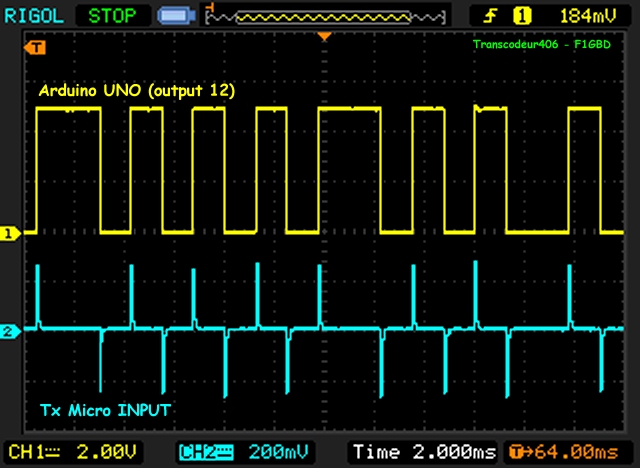 RIGOL STOP T 1 184mV
Transcodeur406 - F1GBD
T
Arduino UNO (output 12)
1
2
Tx Micro INPUT
CH1 2.00V CH2 200mV Time 2.000ms T→64.00ms